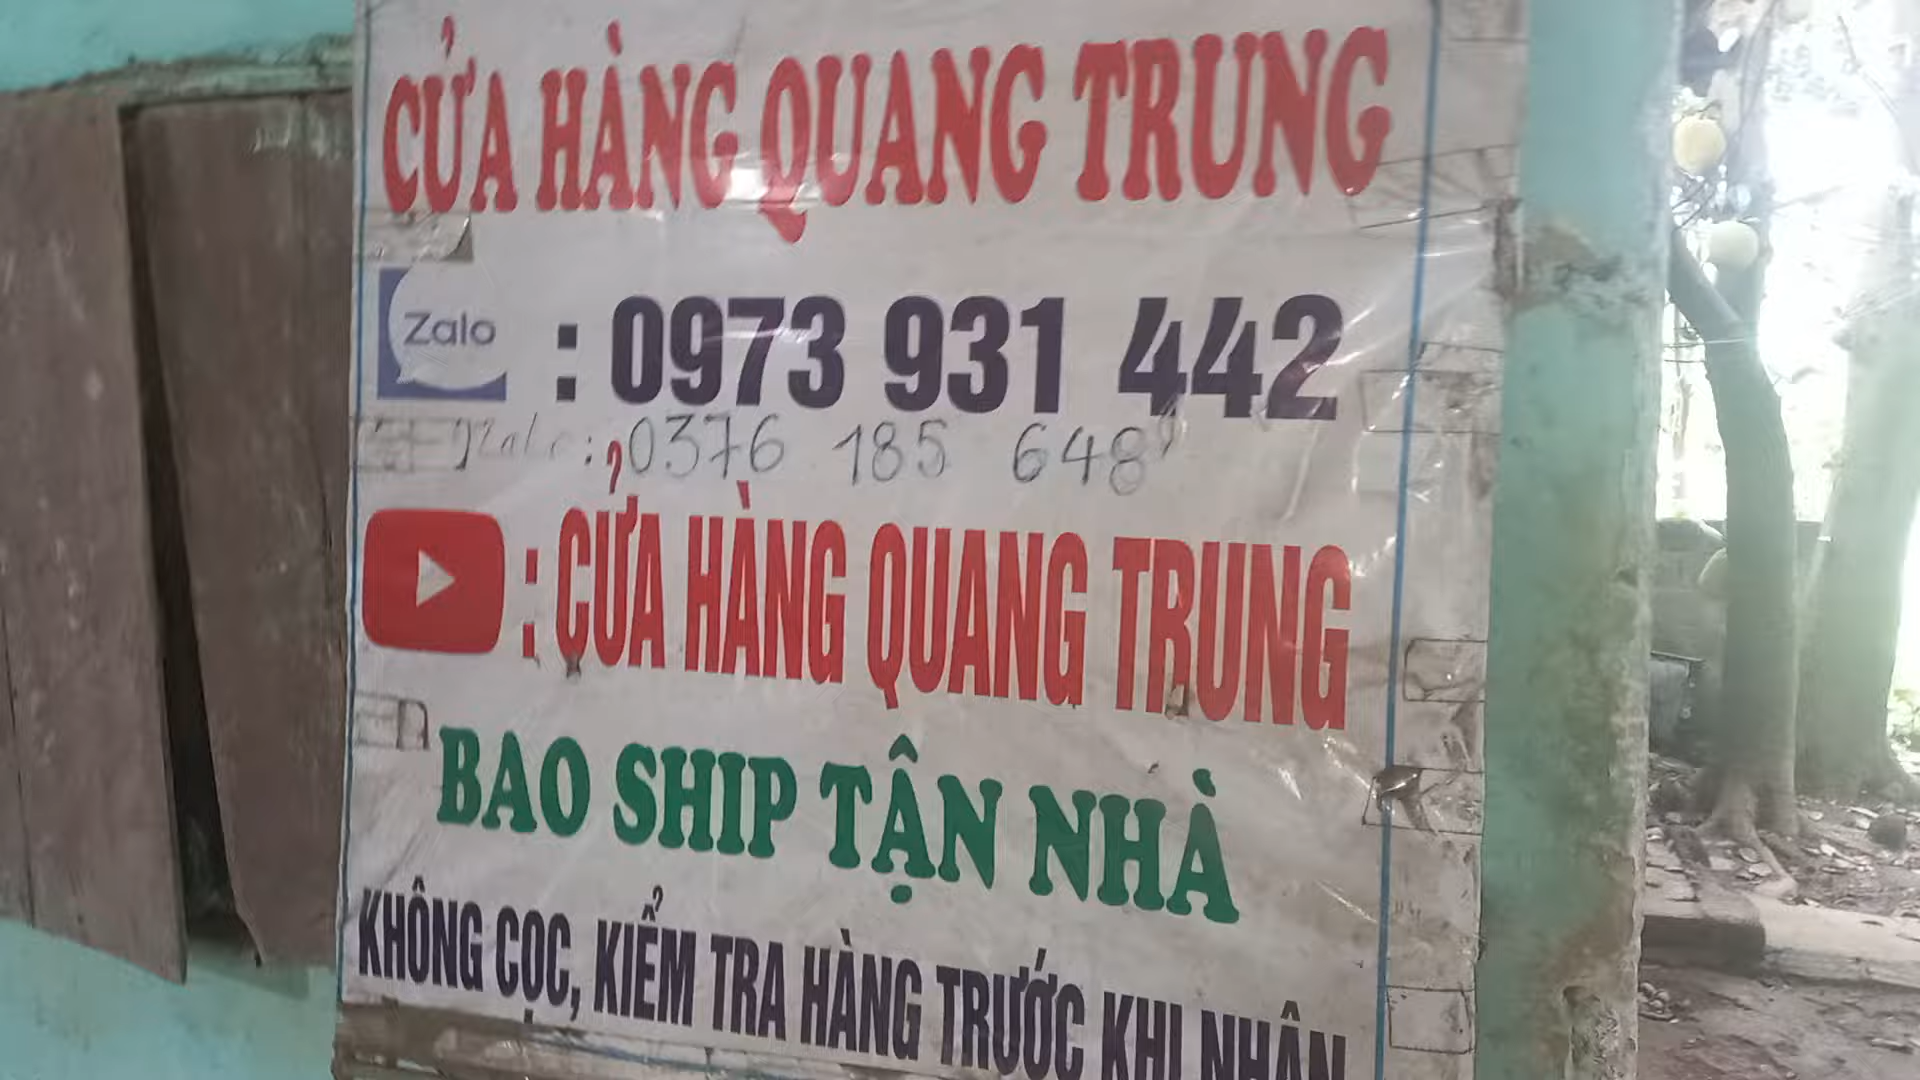 CỬA HÀNG QUANG TRUNG
Zalo : 0973 931 442
Zalo : 0376 185 648
: CỬA HÀNG QUANG TRUNG
BAO SHIP TẬN NHÀ
KHÔNG CỌC, KIỂM TRA HÀNG TRƯỚC KHI NHẬN